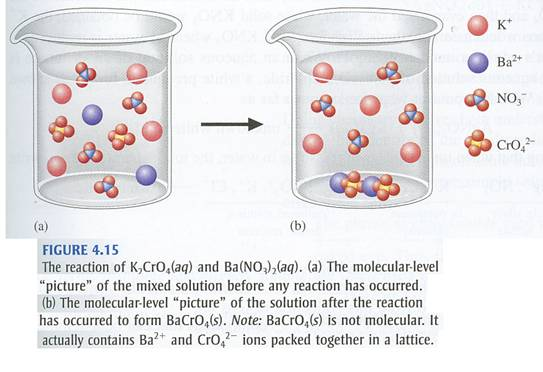 K⁺
Ba²⁺
NO₃⁻
CrO₄²⁻
(a)
(b)
FIGURE 4.15
The reaction of K₂CrO₄(aq) and Ba(NO₃)₂(aq). (a) The molecular-level
"picture" of the mixed solution before any reaction has occurred.
(b) The molecular-level "picture" of the solution after the reaction
has occurred to form BaCrO₄(s). Note: BaCrO₄(s) is not molecular. It
actually contains Ba²⁺ and CrO₄²⁻ ions packed together in a lattice.